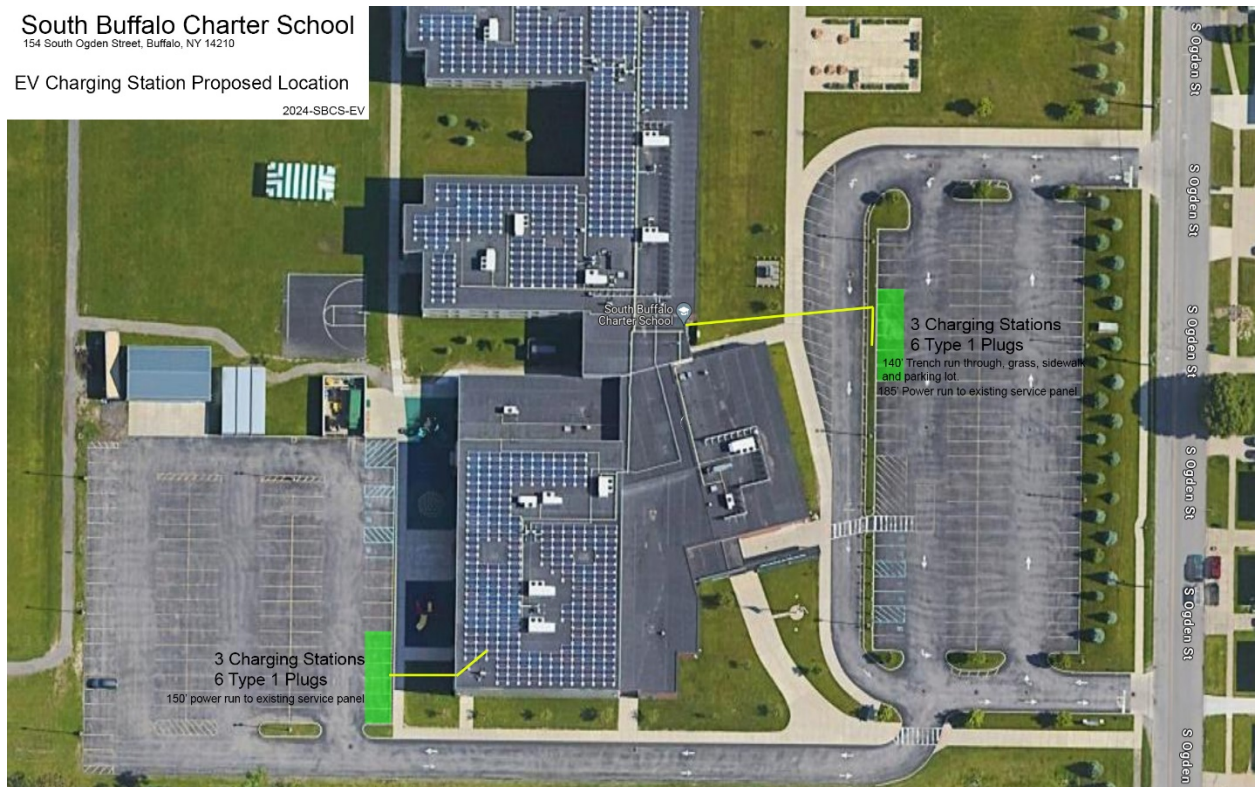 South Buffalo Charter School
154 South Ogden Street, Buffalo, NY 14210
EV Charging Station Proposed Location
2024-SBCS-EV
S Ogden St
S Ogden St
S Ogden St
S Ogden St
S Ogden St
S Ogden
South Buffalo
Charter School
3 Charging Stations
6 Type 1 Plugs
140' Trench run through, grass, sidewalk
and parking lot.
185' Power run to existing service panel
3 Charging Stations
6 Type 1 Plugs
150' power run to existing service panel